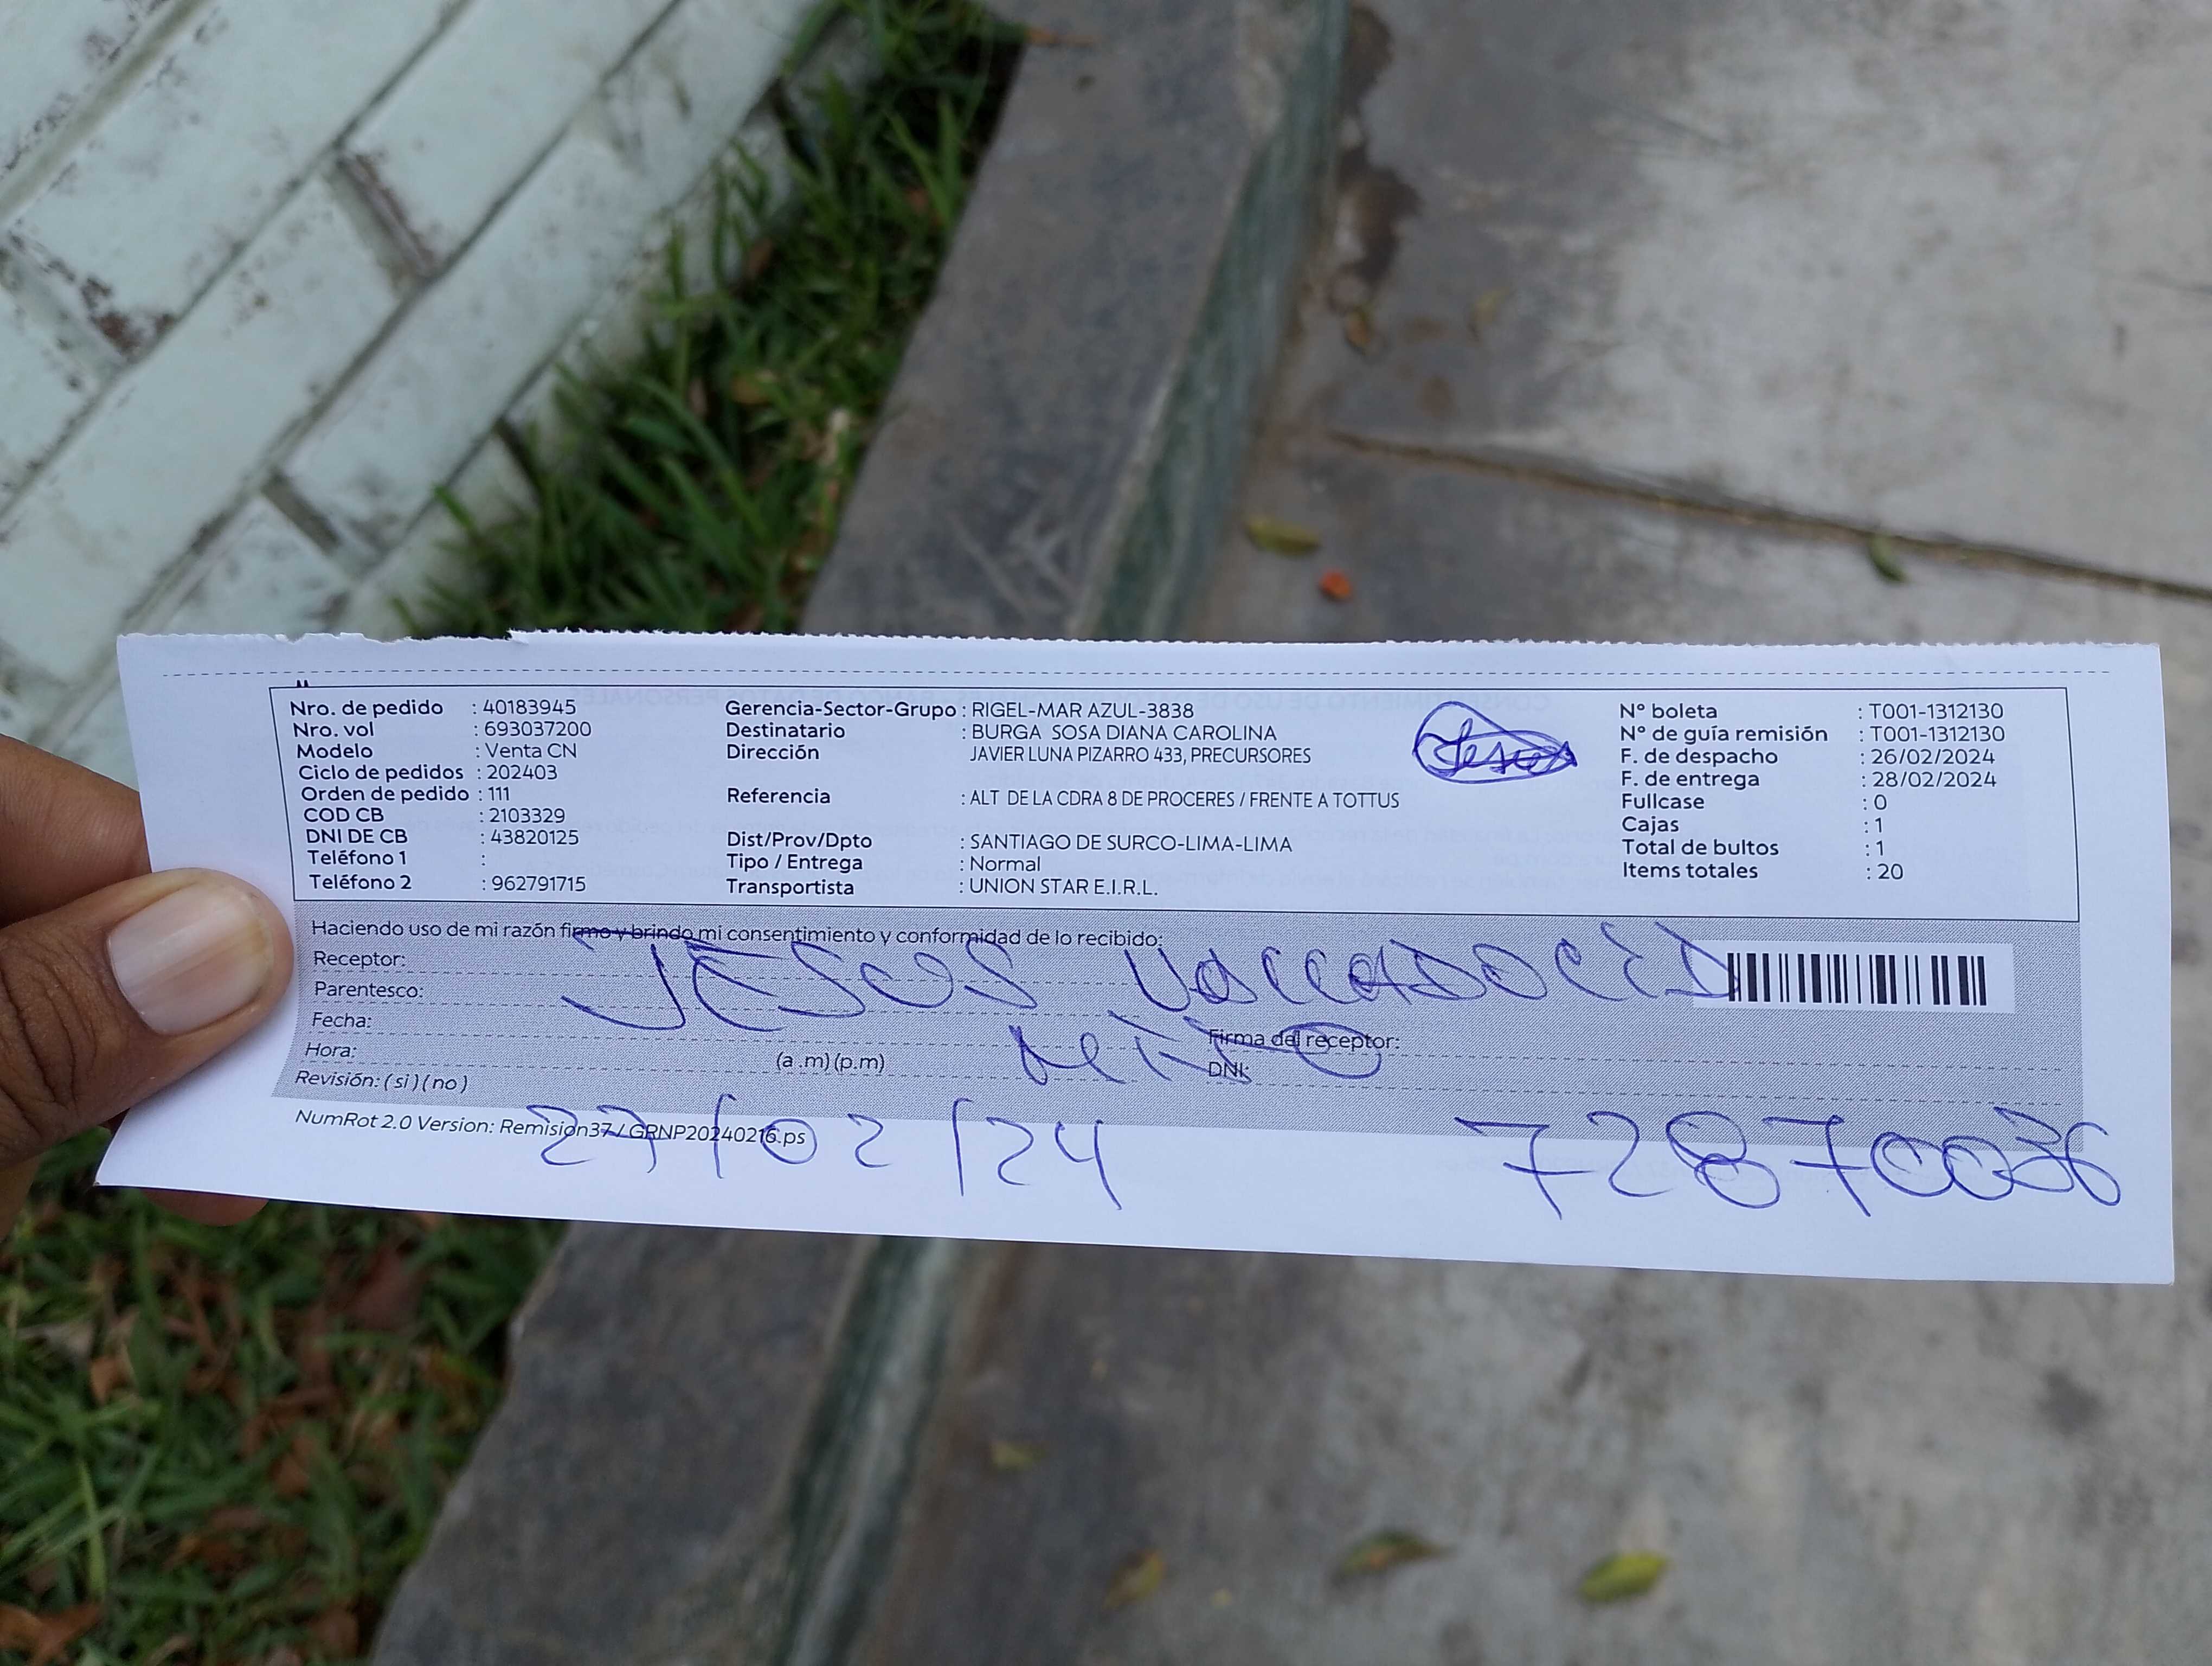 Nro. de pedido : 40183945
Nro. vol : 693037200
Modelo : Venta CN
Ciclo de pedidos : 202403
Orden de pedido : 111
COD CB : 2103329
DNI DE CB : 43820125
Teléfono 1 :
Teléfono 2 : 962791715
Gerencia-Sector-Grupo : RIGEL-MAR AZUL-3838
Destinatario : BURGA SOSA DIANA CAROLINA
Dirección JAVIER LUNA PIZARRO 433, PRECURSORES
Referencia : ALT DE LA CDRA 8 DE PROCERES / FRENTE A TOTTUS
Dist/Prov/Dpto : SANTIAGO DE SURCO-LIMA-LIMA
Tipo / Entrega : Normal
Transportista : UNION STAR E.I.R.L.
Jesus
N° boleta : T001-1312130
N° de guía remisión : T001-1312130
F. de despacho : 26/02/2024
F. de entrega : 28/02/2024
Fullcase : 0
Cajas : 1
Total de bultos : 1
Items totales : 20
Haciendo uso de mi razón firmo y brindo mi consentimiento y conformidad de lo recibido:
Receptor: JESUS
Parentesco:
Fecha:
Firma del receptor:
Hora: (a .m) (p.m)
DNI:
Revisión: ( si ) ( no )
NumRot 2.0 Version: Remision37 / GRNP20240216.ps
27/02/24 72870036